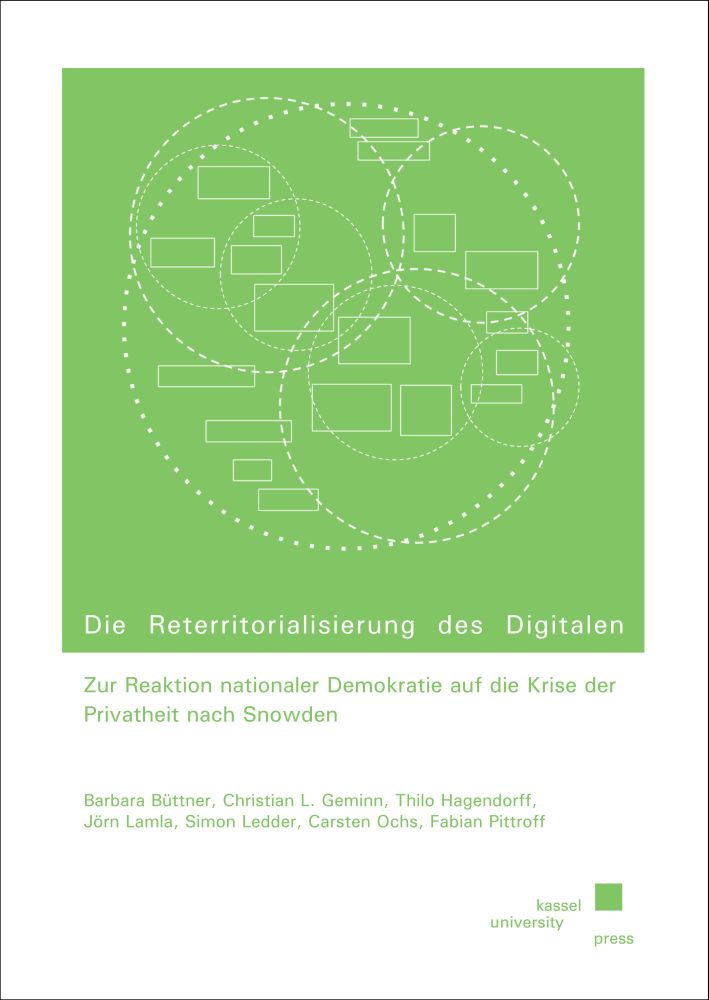 Die Reterritorialisierung des Digitalen
Zur Reaktion nationaler Demokratie auf die Krise der
Privatheit nach Snowden
Barbara Büttner, Christian L. Geminn, Thilo Hagendorff,
Jörn Lamla, Simon Ledder, Carsten Ochs, Fabian Pittroff
kassel
university
press